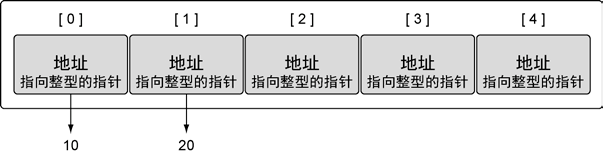 [0] [1] [2] [3] [4]
地址 地址 地址 地址 地址
指向整型的指针 指向整型的指针 指向整型的指针 指向整型的指针 指向整型的指针
10 20